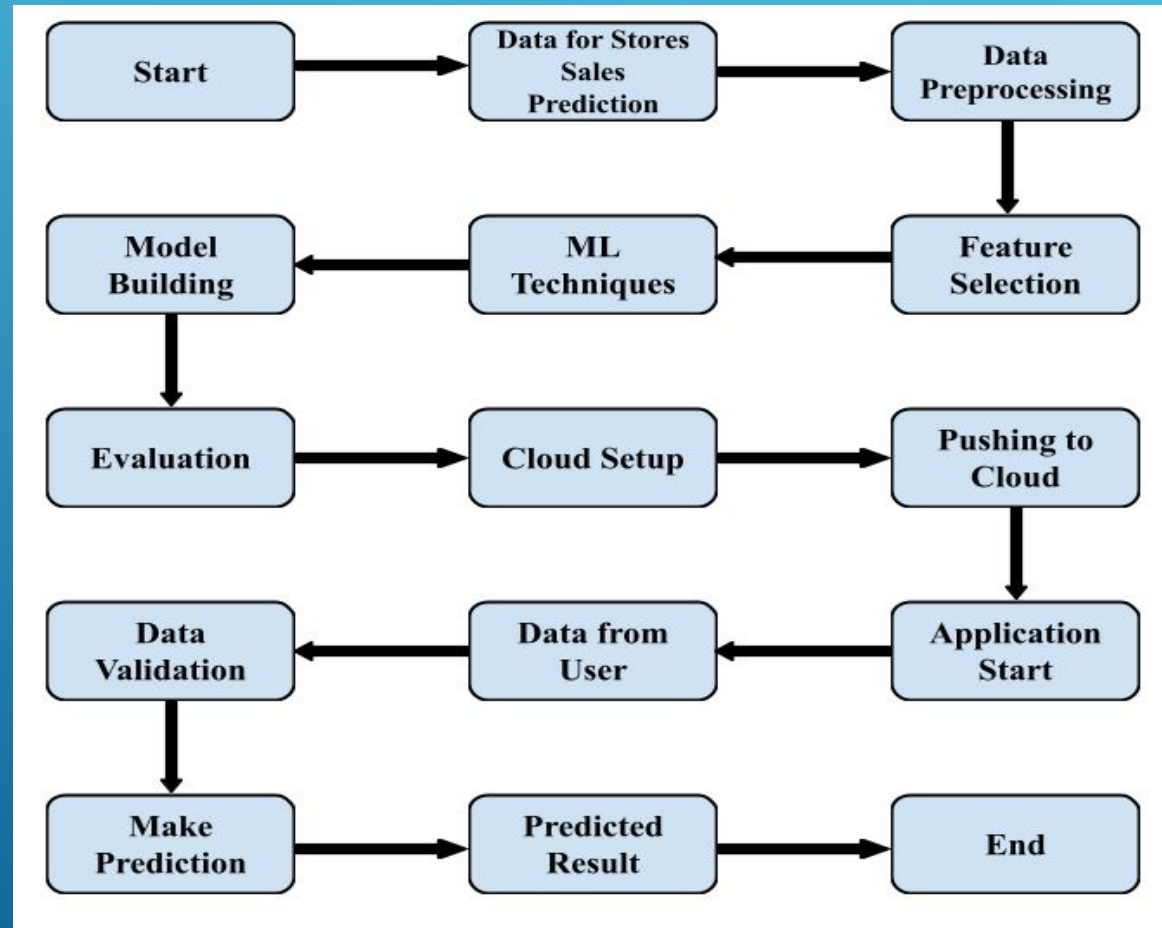 Start
Data for Stores
Sales
Prediction
Data
Preprocessing
Model
Building
ML
Techniques
Feature
Selection
Evaluation
Cloud Setup
Pushing to
Cloud
Data
Validation
Data from
User
Application
Start
Make
Prediction
Predicted
Result
End